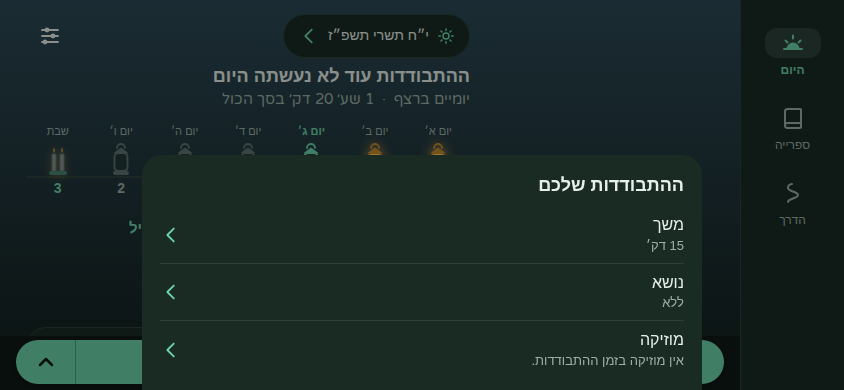 י״ח תשרי תשפ״ז
ההתבודדות עוד לא נעשתה היום
יומיים ברצף · 1 שע׳ 20 דק׳ בסך הכול
יום א׳ יום ב׳ יום ג׳ יום ד׳ יום ה׳ יום ו׳ שבת
2 3
היום
ספרייה
הדרך
ההתבודדות שלכם
משך
15 דק׳
נושא
ללא
מוזיקה
אין מוזיקה בזמן ההתבודדות.